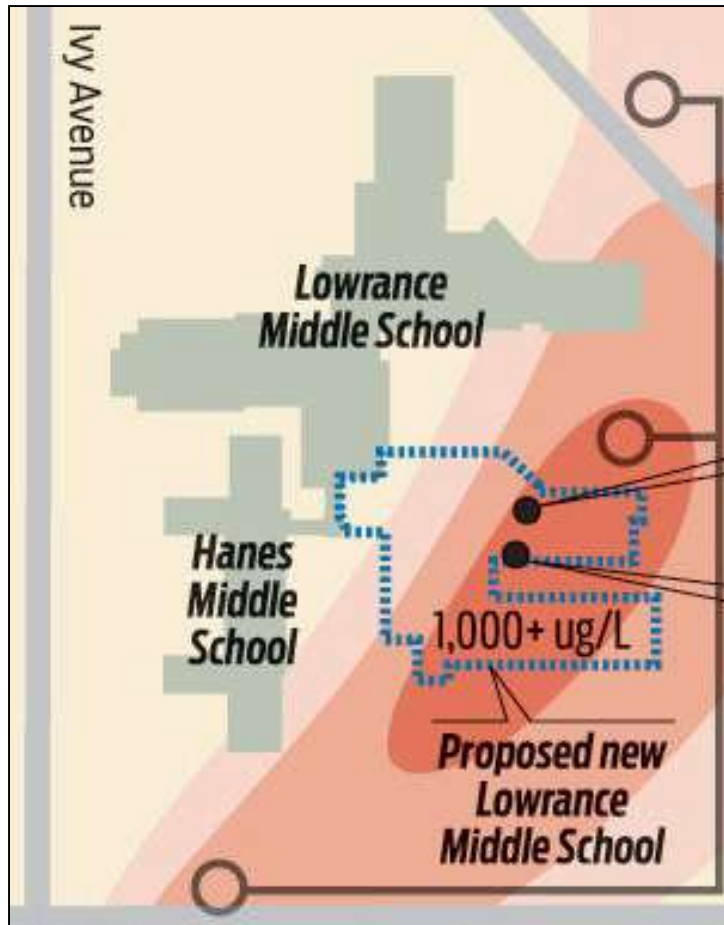 Ivy Avenue
Lowrance
Middle School
Hanes
Middle
School
1,000+ ug/L
Proposed new
Lowrance
Middle School